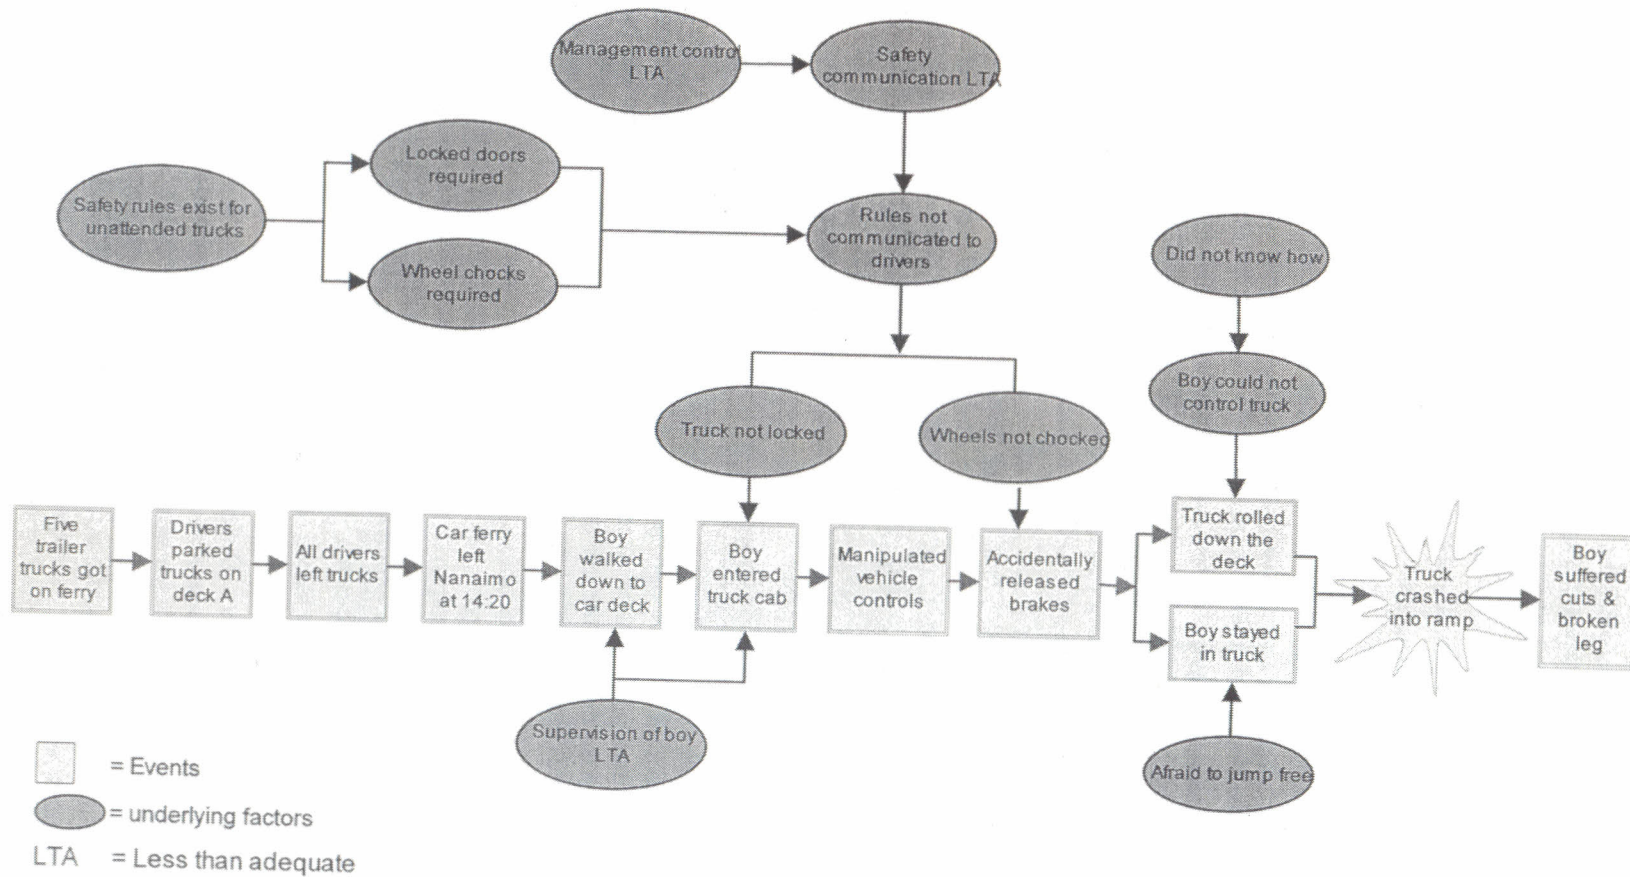 Management control
LTA
Safety
communication LTA
Locked doors
required
Safety rules exist for
unattended trucks
Wheel chocks
required
Rules not
communicated to
drivers
Did not know how
Boy could not
control truck
Truck not locked
Wheels not chocked
Five
trailer
trucks got
on ferry
Drivers
parked
trucks on
deck A
All drivers
left trucks
Car ferry
left
Nanaimo
at 14:20
Boy
walked
down to
car deck
Boy
entered
truck cab
Manipulated
vehicle
controls
Accidentally
released
brakes
Truck rolled
down the
deck
Boy stayed
in truck
Truck
crashed
into ramp
Boy
suffered
cuts &
broken
leg
Supervision of boy
LTA
Afraid to jump free
= Events
= underlying factors
LTA = Less than adequate